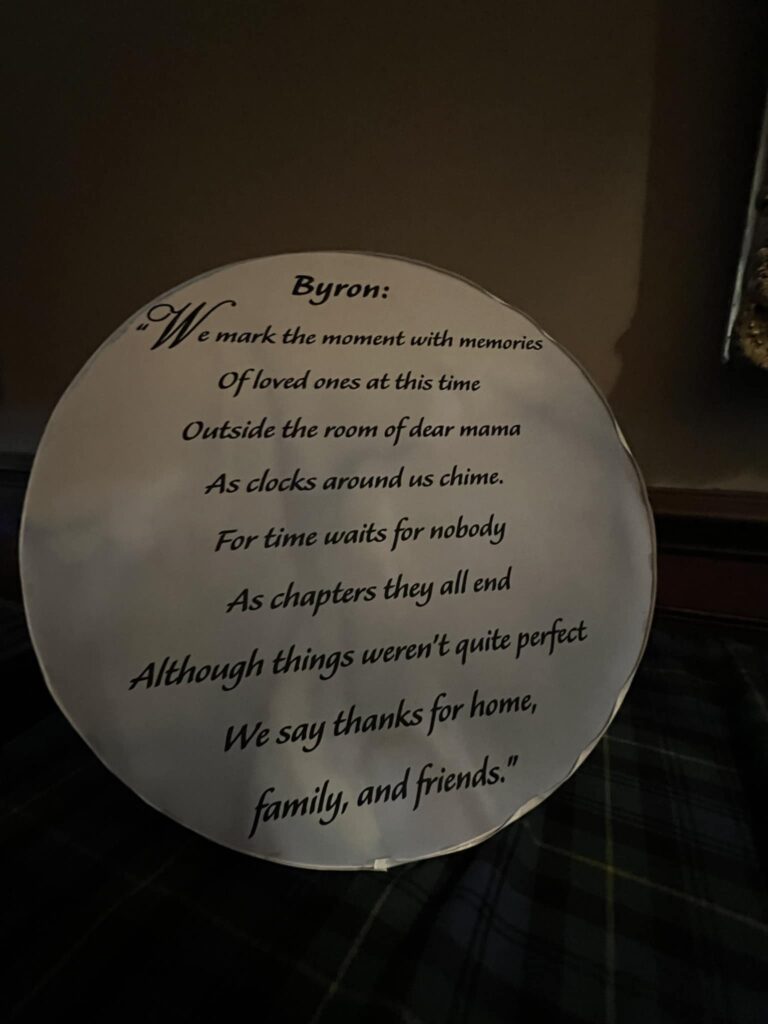 Byron:
"We mark the moment with memories
Of loved ones at this time
Outside the room of dear mama
As clocks around us chime.
For time waits for nobody
As chapters they all end
Although things weren't quite perfect
We say thanks for home,
family, and friends."